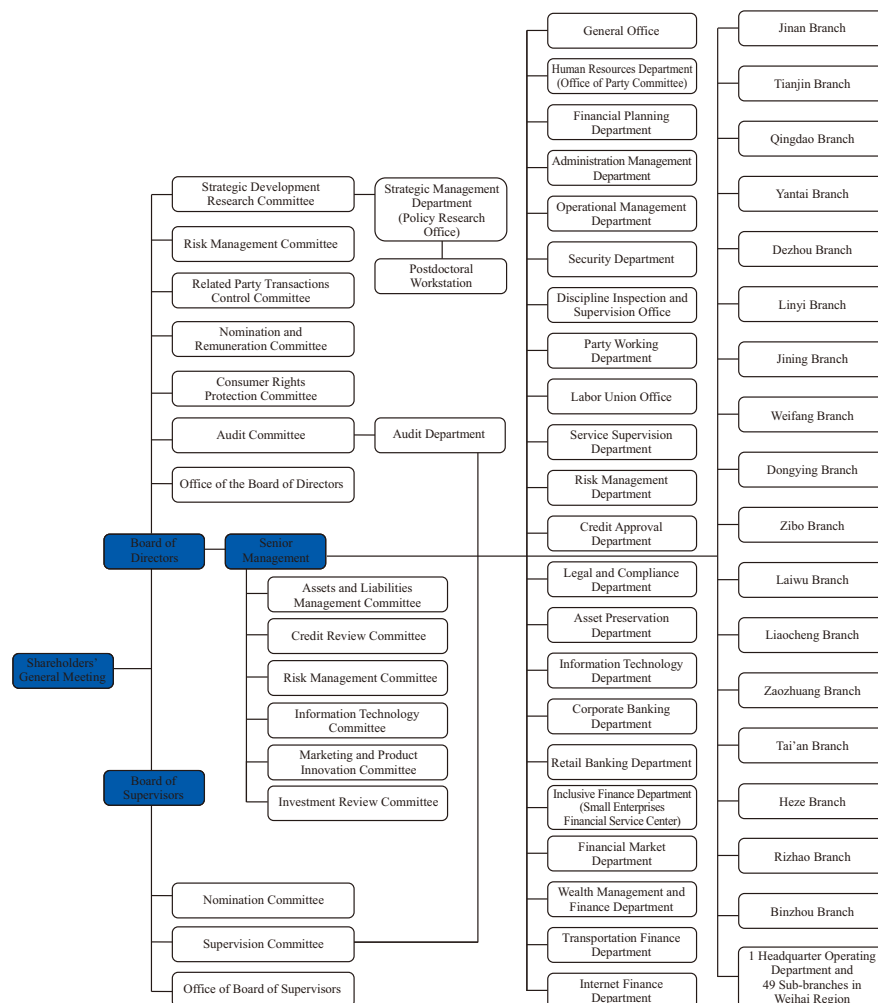 Shareholders'
General Meeting
Board of
Directors
Board of
Supervisors
Senior
Management
Strategic Development
Research Committee
Risk Management Committee
Related Party Transactions
Control Committee
Nomination and
Remuneration Committee
Consumer Rights
Protection Committee
Audit Committee
Office of the Board of Directors
Strategic Management
Department
(Policy Research
Office)
Postdoctoral
Workstation
Audit Department
Assets and Liabilities
Management Committee
Credit Review Committee
Risk Management Committee
Information Technology
Committee
Marketing and Product
Innovation Committee
Investment Review Committee
Nomination Committee
Supervision Committee
Office of Board of Supervisors
General Office
Human Resources Department
(Office of Party Committee)
Financial Planning
Department
Administration Management
Department
Operational Management
Department
Security Department
Discipline Inspection and
Supervision Office
Party Working
Department
Labor Union Office
Service Supervision
Department
Risk Management
Department
Credit Approval
Department
Legal and Compliance
Department
Asset Preservation
Department
Information Technology
Department
Corporate Banking
Department
Retail Banking Department
Inclusive Finance Department
(Small Enterprises
Financial Service Center)
Financial Market
Department
Wealth Management and
Finance Department
Transportation Finance
Department
Internet Finance
Department
Jinan Branch
Tianjin Branch
Qingdao Branch
Yantai Branch
Dezhou Branch
Linyi Branch
Jining Branch
Weifang Branch
Dongying Branch
Zibo Branch
Laiwu Branch
Liaocheng Branch
Zaozhuang Branch
Tai'an Branch
Heze Branch
Rizhao Branch
Binzhou Branch
1 Headquarter Operating
Department and
49 Sub-branches in
Weihai Region